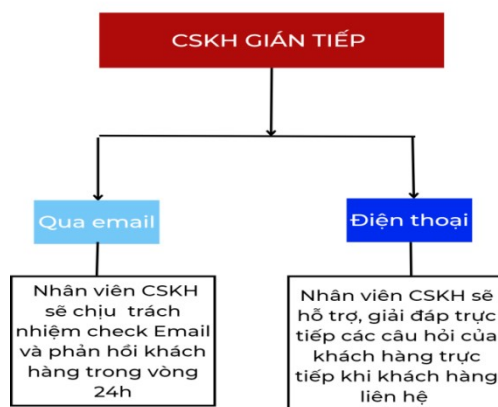 CSKH GIÁN TIẾP
Qua email
Điện thoại
Nhân viên CSKH
sẽ chịu trách
nhiệm check Email
và phản hồi khách
hàng trong vòng
24h
Nhân viên CSKH sẽ
hỗ trợ, giải đáp trực
tiếp các câu hỏi của
khách hàng trực
tiếp khi khách hàng
liên hệ